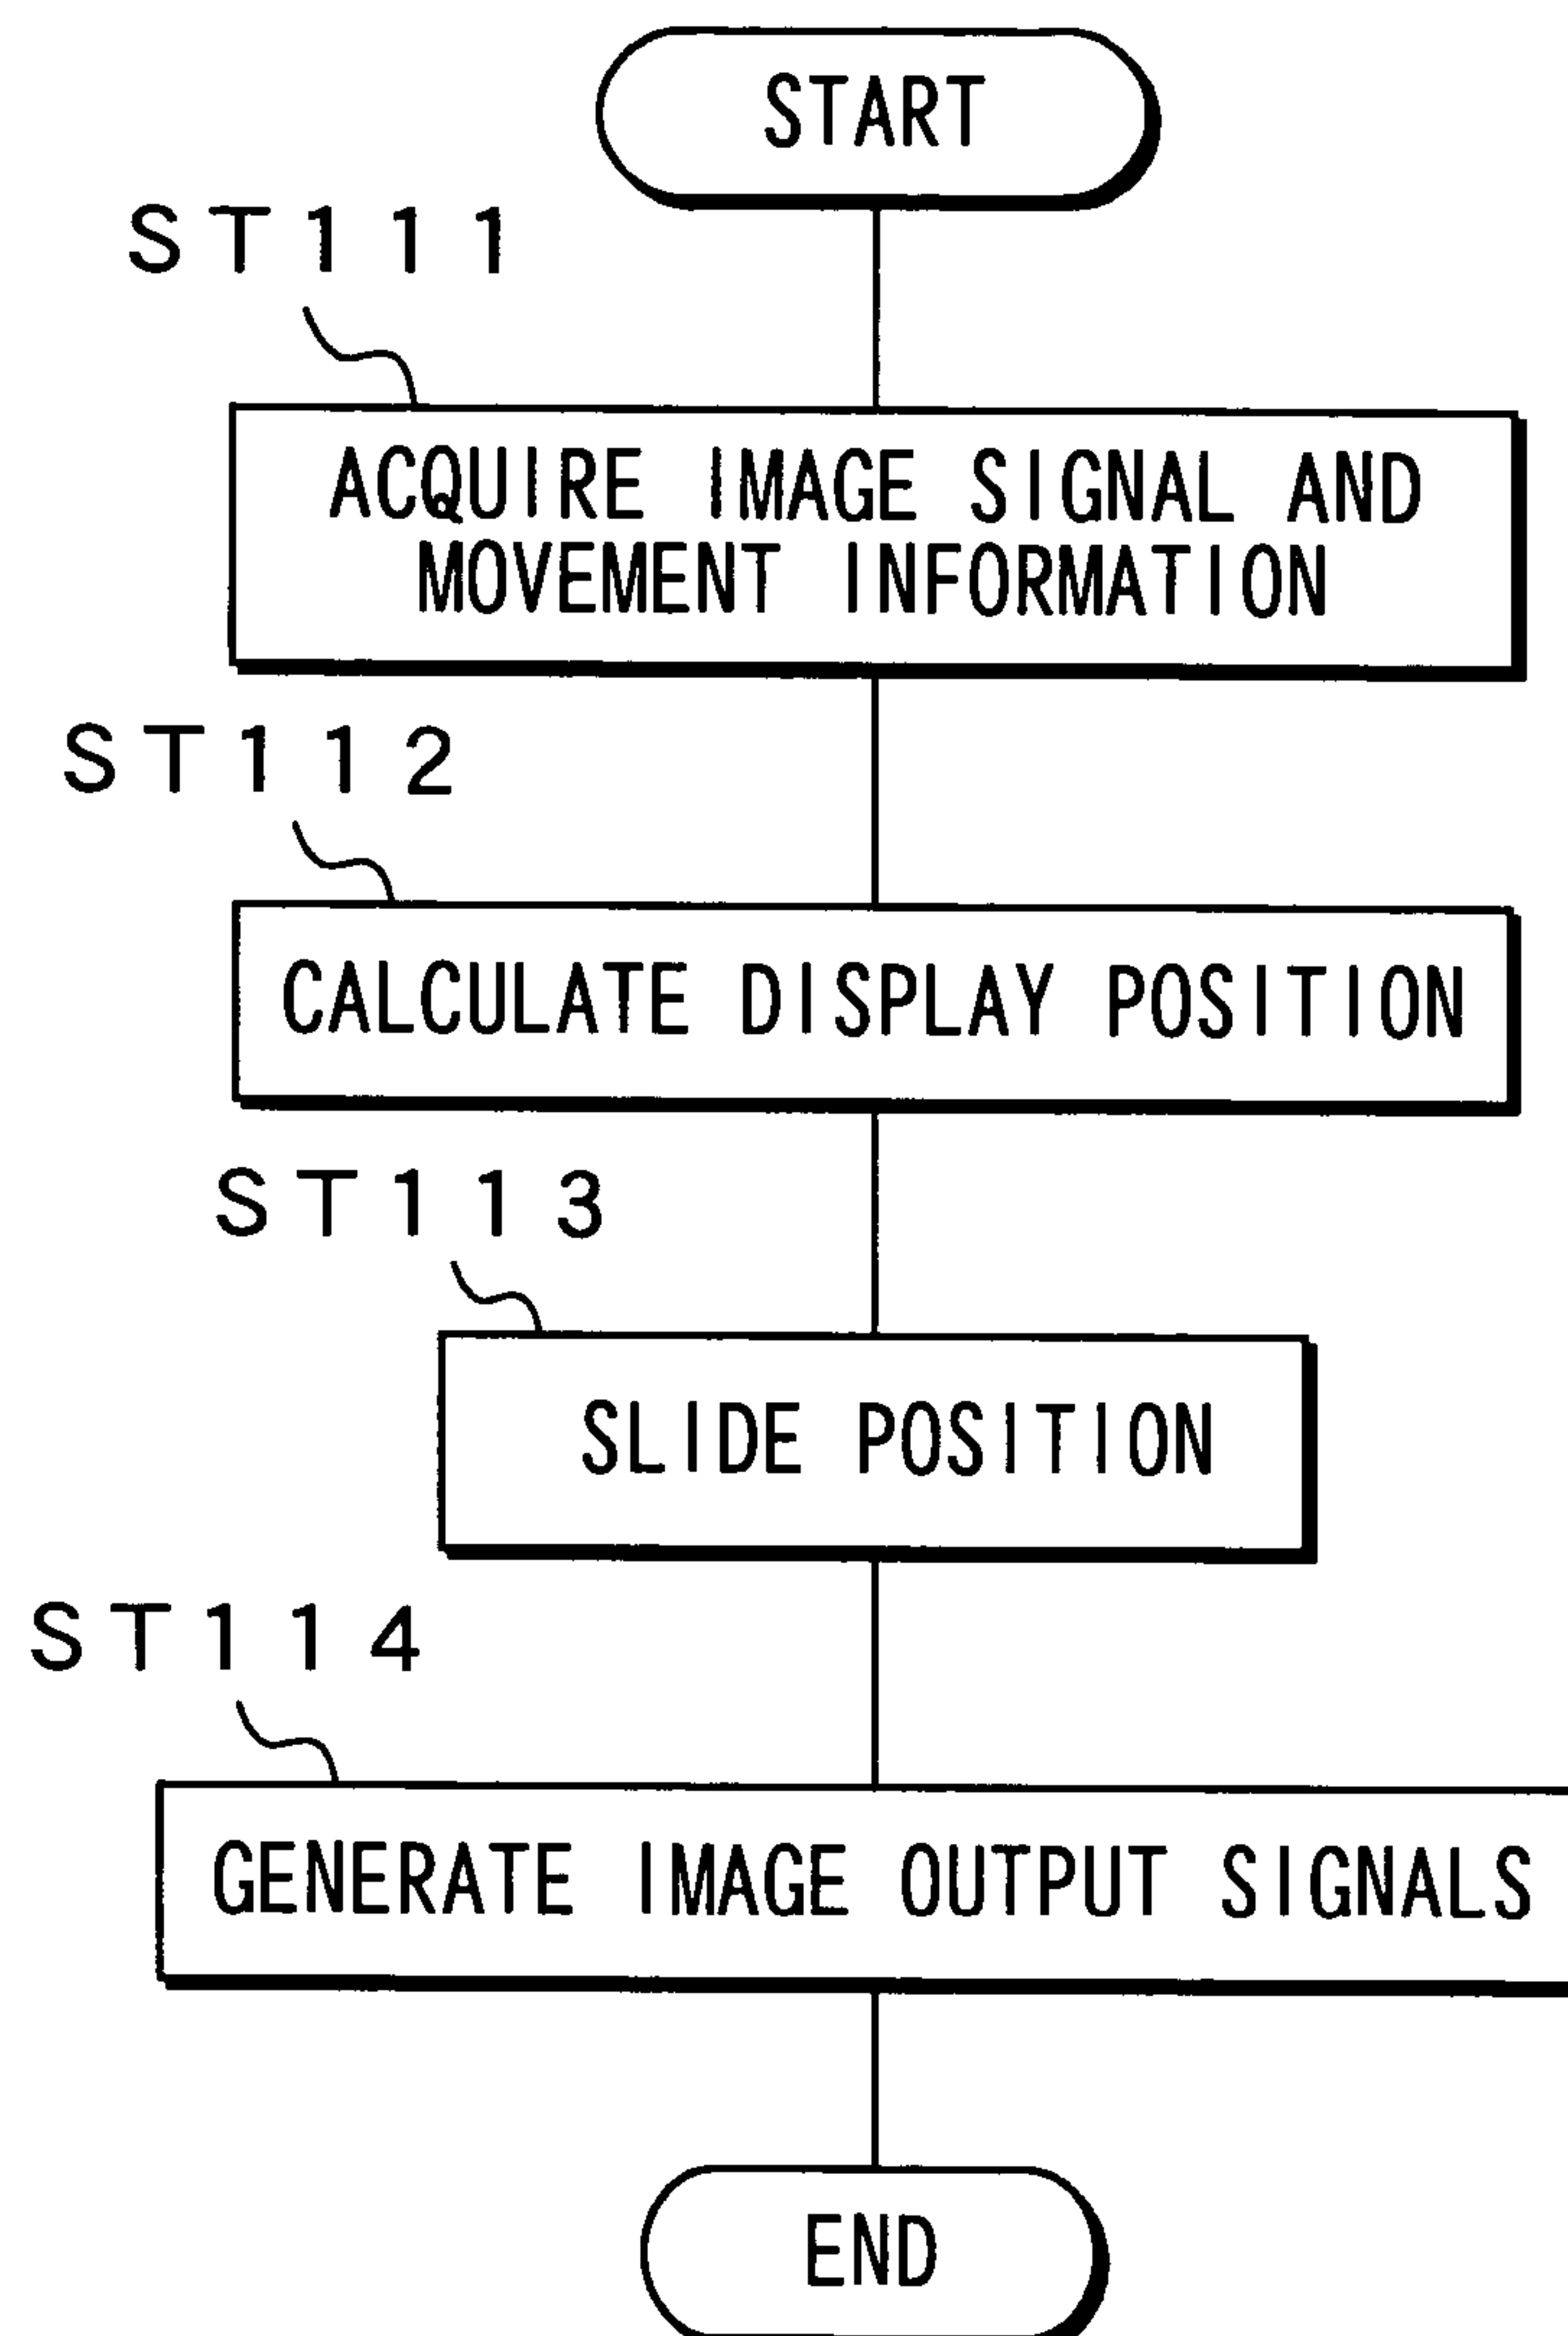 START
ST111
ACQUIRE IMAGE SIGNAL AND
MOVEMENT INFORMATION
ST112
CALCULATE DISPLAY POSITION
ST113
SLIDE POSITION
ST114
GENERATE IMAGE OUTPUT SIGNALS
END